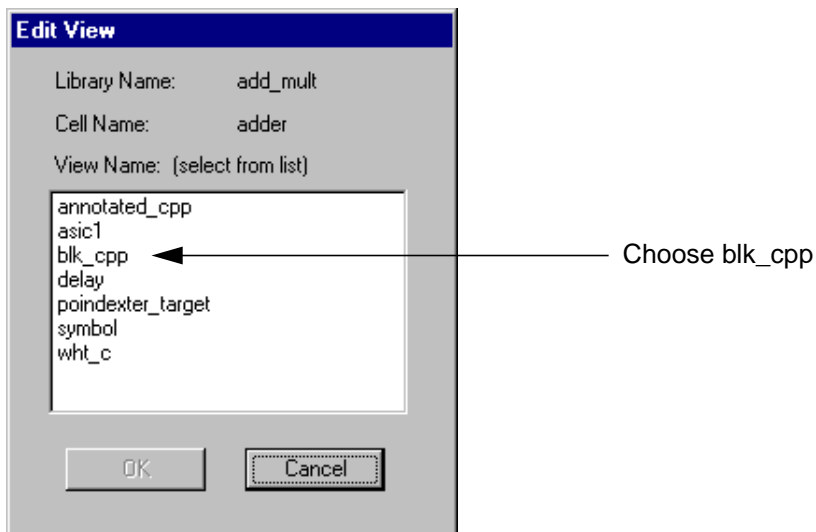 Edit View
Library Name: add_mult
Cell Name: adder
View Name: (select from list)
annotated_cpp
asic1
blk_cpp
Choose blk_cpp
delay
poindexter_target
symbol
wht_c
OK
Cancel